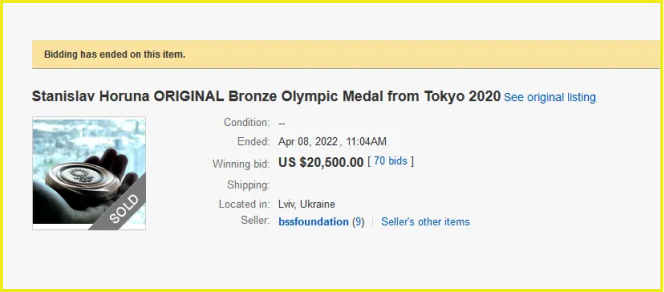 Bidding has ended on this item.
Stanislav Horuna ORIGINAL Bronze Olympic Medal from Tokyo 2020 See original listing
Condition: --
Ended: Apr 08, 2022 , 11:04AM
Winning bid: US $20,500.00 [ 70 bids ]
Shipping:
Located in: Lviv, Ukraine
Seller: bssfoundation (9) | Seller's other items
SOLD